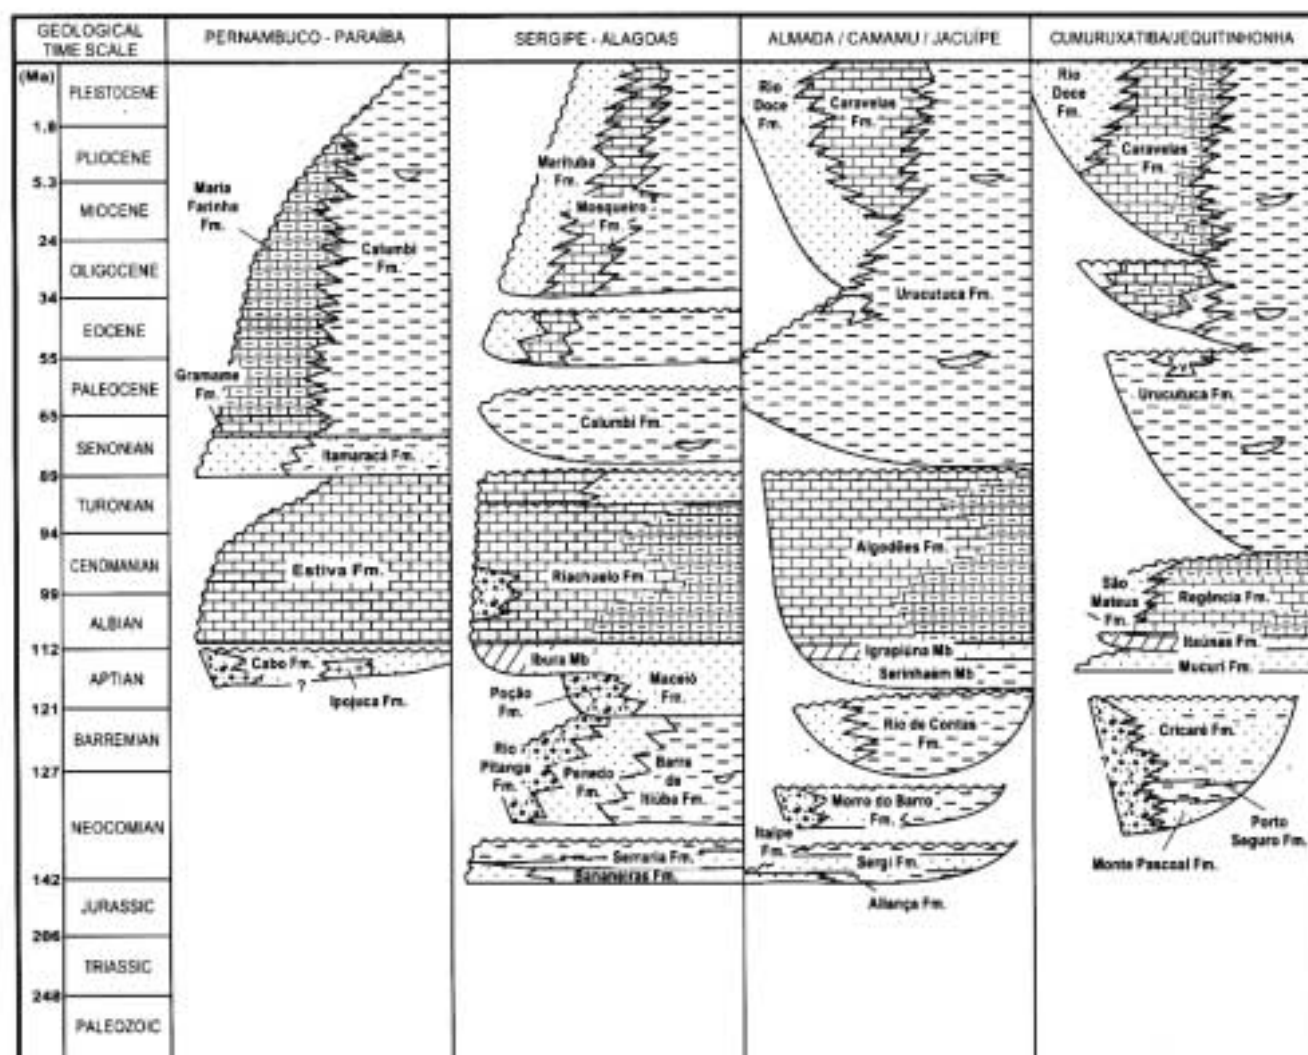 GEOLOGICAL
TIME SCALE
PERNAMBUCO - PARAÍBA
SERGIPE - ALAGOAS
ALMADA / CAMAMU / JACUÍPE
CUMURUXATIBA/JEQUITINHONHA
(Ma)
PLEISTOCENE
1.8
PLIOCENE
5.3
MIOCENE
24
OLIGOCENE
34
EOCENE
55
PALEOCENE
65
SENONIAN
89
TURONIAN
94
CENOMANIAN
99
ALBIAN
112
APTIAN
121
BARREMIAN
127
NEOCOMIAN
142
JURASSIC
206
TRIASSIC
248
PALEOZOIC
Maria
Farinha
Fm.
Calumbi
Fm.
Gramame
Fm.
Itamaracá Fm.
Estiva Fm.
Cabo Fm.
?
Ipojuca Fm.
Marituba
Fm.
Mosqueiro
Fm.
Calumbi Fm.
Riachuelo Fm
Ibura Mb
Maceió
Fm.
Poção
Fm.
Rio
Pitanga
Fm.
Penedo
Fm.
Barra
de
Itiúba Fm.
Serraria Fm.
Bananeiras Fm.
Rio
Doce
Fm.
Caravelas
Fm.
Urucutuca Fm.
Algodões Fm.
Igrapiúna Mb
Serinhaém Mb
Rio de Contas
Fm.
Morro do Barro
Fm.
Itaípe
Fm.
Sergi Fm.
Aliança Fm.
Rio
Doce
Fm.
Caravelas
Fm.
v
Urucutuca Fm.
São
Mateus
Fm.
Regência Fm.
Itaúnas Fm.
Mucuri Fm.
Cricaré Fm.
?
Porto
Seguro Fm.
Monte Pascoal Fm.